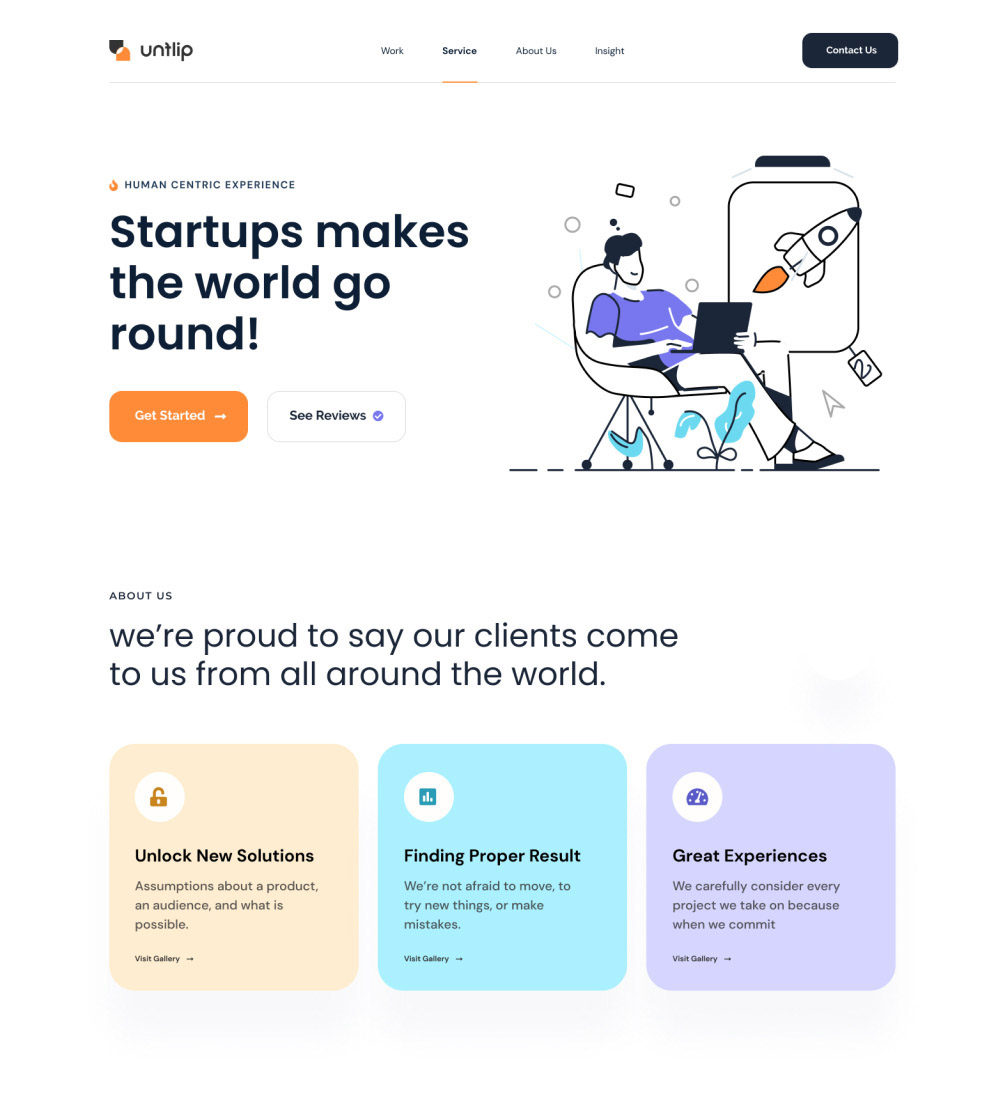 untlip
Work
Service
About Us
Insight
Contact Us
HUMAN CENTRIC EXPERIENCE
Startups makes
the world go
round!
Get Started →
See Reviews
ABOUT US
we’re proud to say our clients come
to us from all around the world.
Unlock New Solutions
Assumptions about a product,
an audience, and what is
possible.
Visit Gallery →
Finding Proper Result
We’re not afraid to move, to
try new things, or make
mistakes.
Visit Gallery →
Great Experiences
We carefully consider every
project we take on because
when we commit
Visit Gallery →